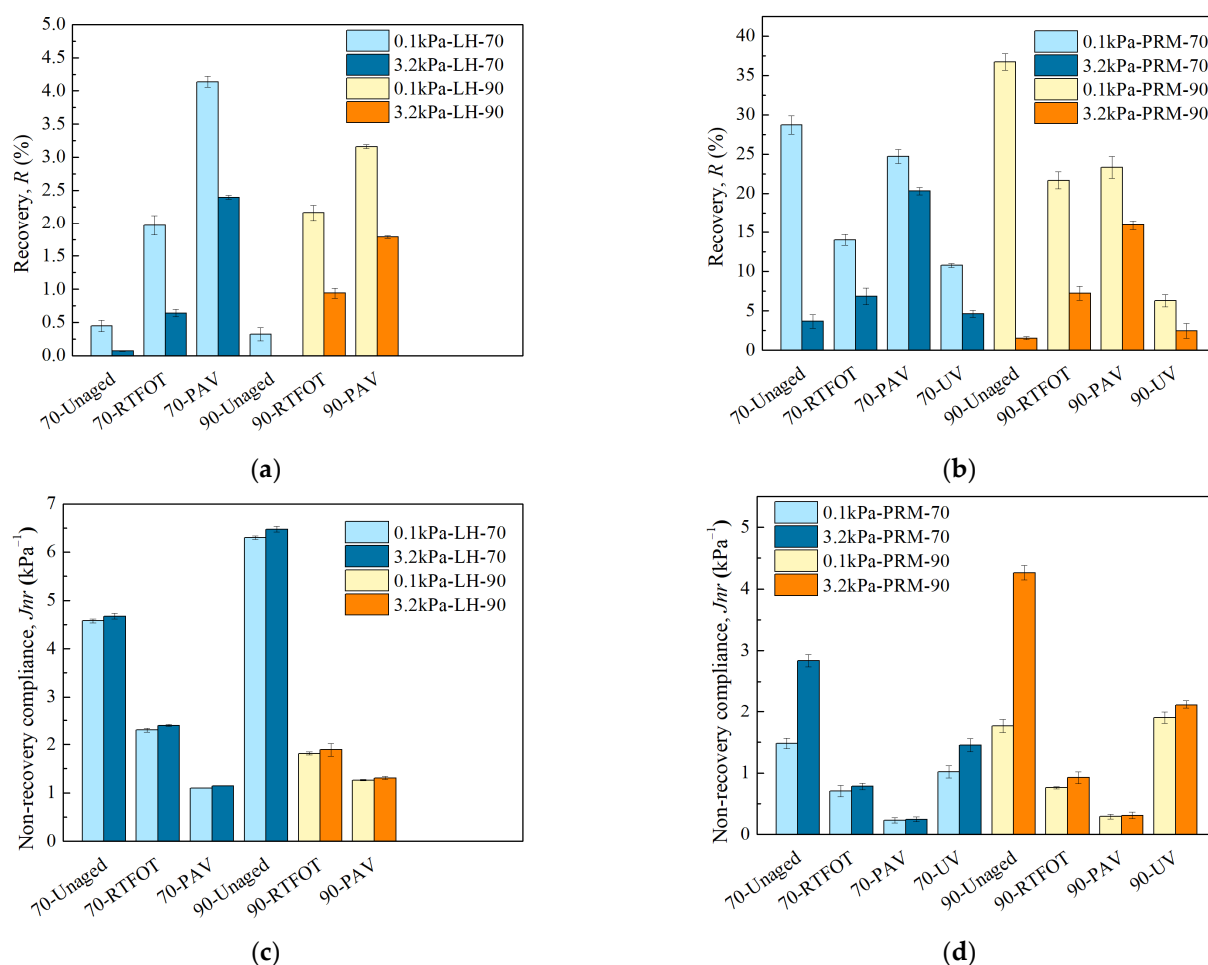 5.0
4.5
4.0
3.5
3.0
2.5
2.0
1.5
1.0
0.5
0.0
Recovery, R (%)
0.1kPa-LH-70
3.2kPa-LH-70
0.1kPa-LH-90
3.2kPa-LH-90
70-Unaged
70-RTFOT
70-PAV
90-Unaged
90-RTFOT
90-PAV
(a)
40
35
30
25
20
15
10
5
0
Recovery, R (%)
0.1kPa-PRM-70
3.2kPa-PRM-70
0.1kPa-PRM-90
3.2kPa-PRM-90
70-Unaged
70-RTFOT
70-PAV
70-UV
90-Unaged
90-RTFOT
90-PAV
90-UV
(b)
7
6
5
4
3
2
1
0
Non-recovery compliance, Jnr (kPa⁻¹)
0.1kPa-LH-70
3.2kPa-LH-70
0.1kPa-LH-90
3.2kPa-LH-90
70-Unaged
70-RTFOT
70-PAV
90-Unaged
90-RTFOT
90-PAV
(c)
5
4
3
2
1
0
Non-recovery compliance, Jnr (kPa⁻¹)
0.1kPa-PRM-70
3.2kPa-PRM-70
0.1kPa-PRM-90
3.2kPa-PRM-90
70-Unaged
70-RTFOT
70-PAV
70-UV
90-Unaged
90-RTFOT
90-PAV
90-UV
(d)